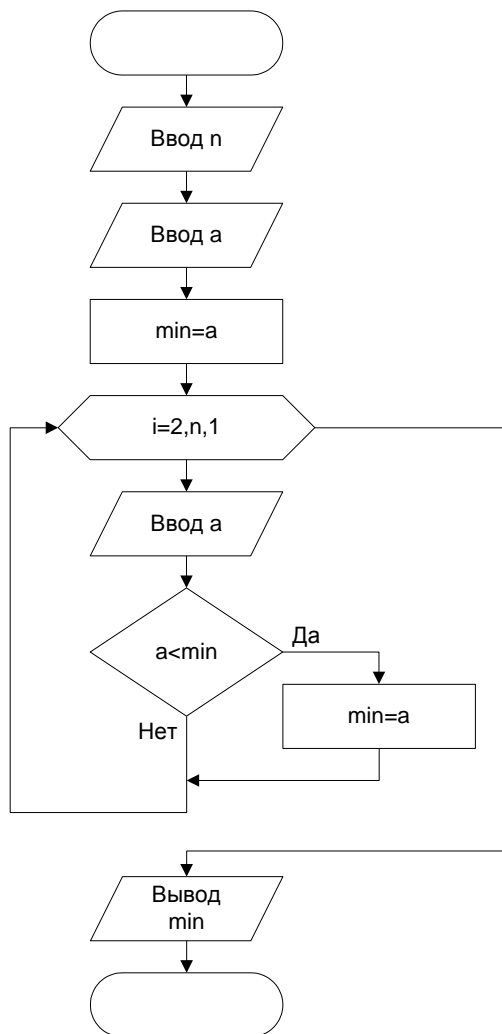 Ввод n
Ввод a
min=a
i=2,n,1
Ввод a
a<min
Да
min=a
Нет
Вывод
min